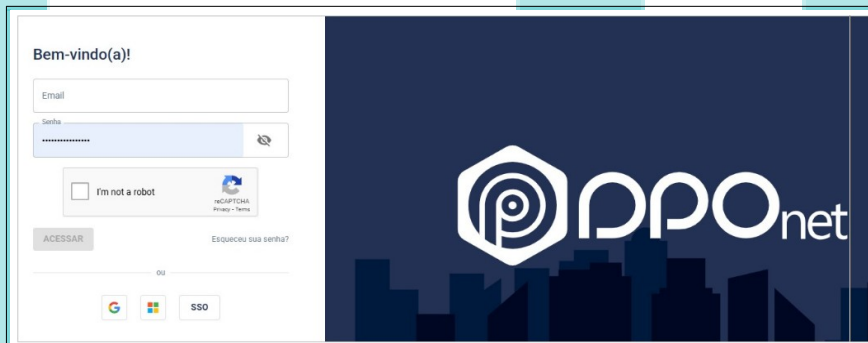 Bem-vindo(a)!
Email
Senha
I'm not a robot
reCAPTCHA
Privacy - Terms
ACESSAR
Esqueceu sua senha?
ou
SSO
PPOnet